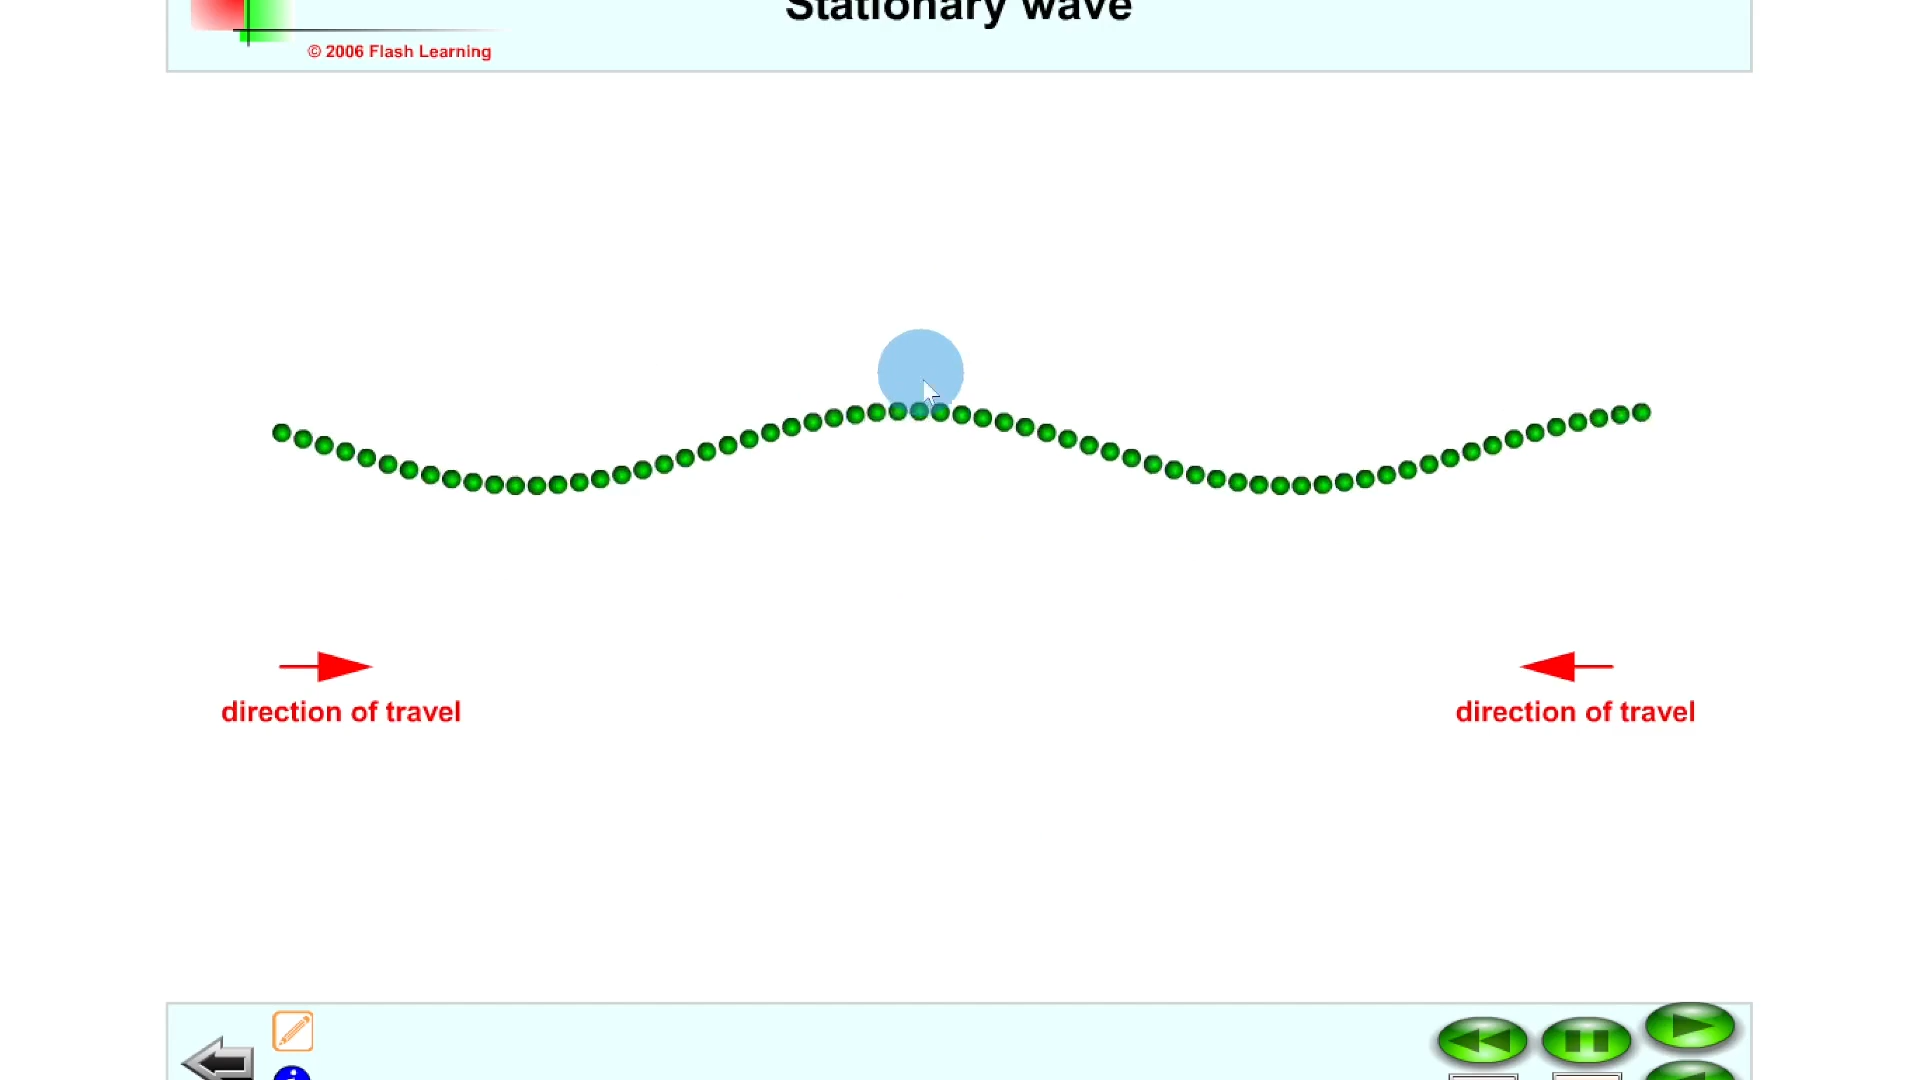 Stationary wave
© 2006 Flash Learning
direction of travel
direction of travel